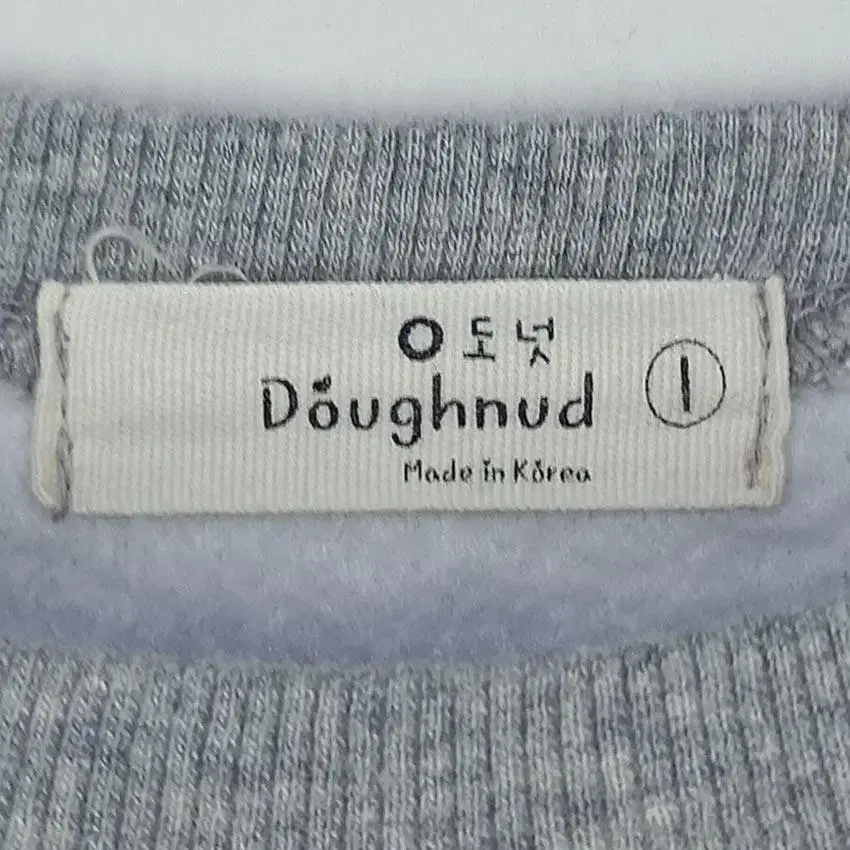 O 도넛
Doughnud
1
Made in Korea